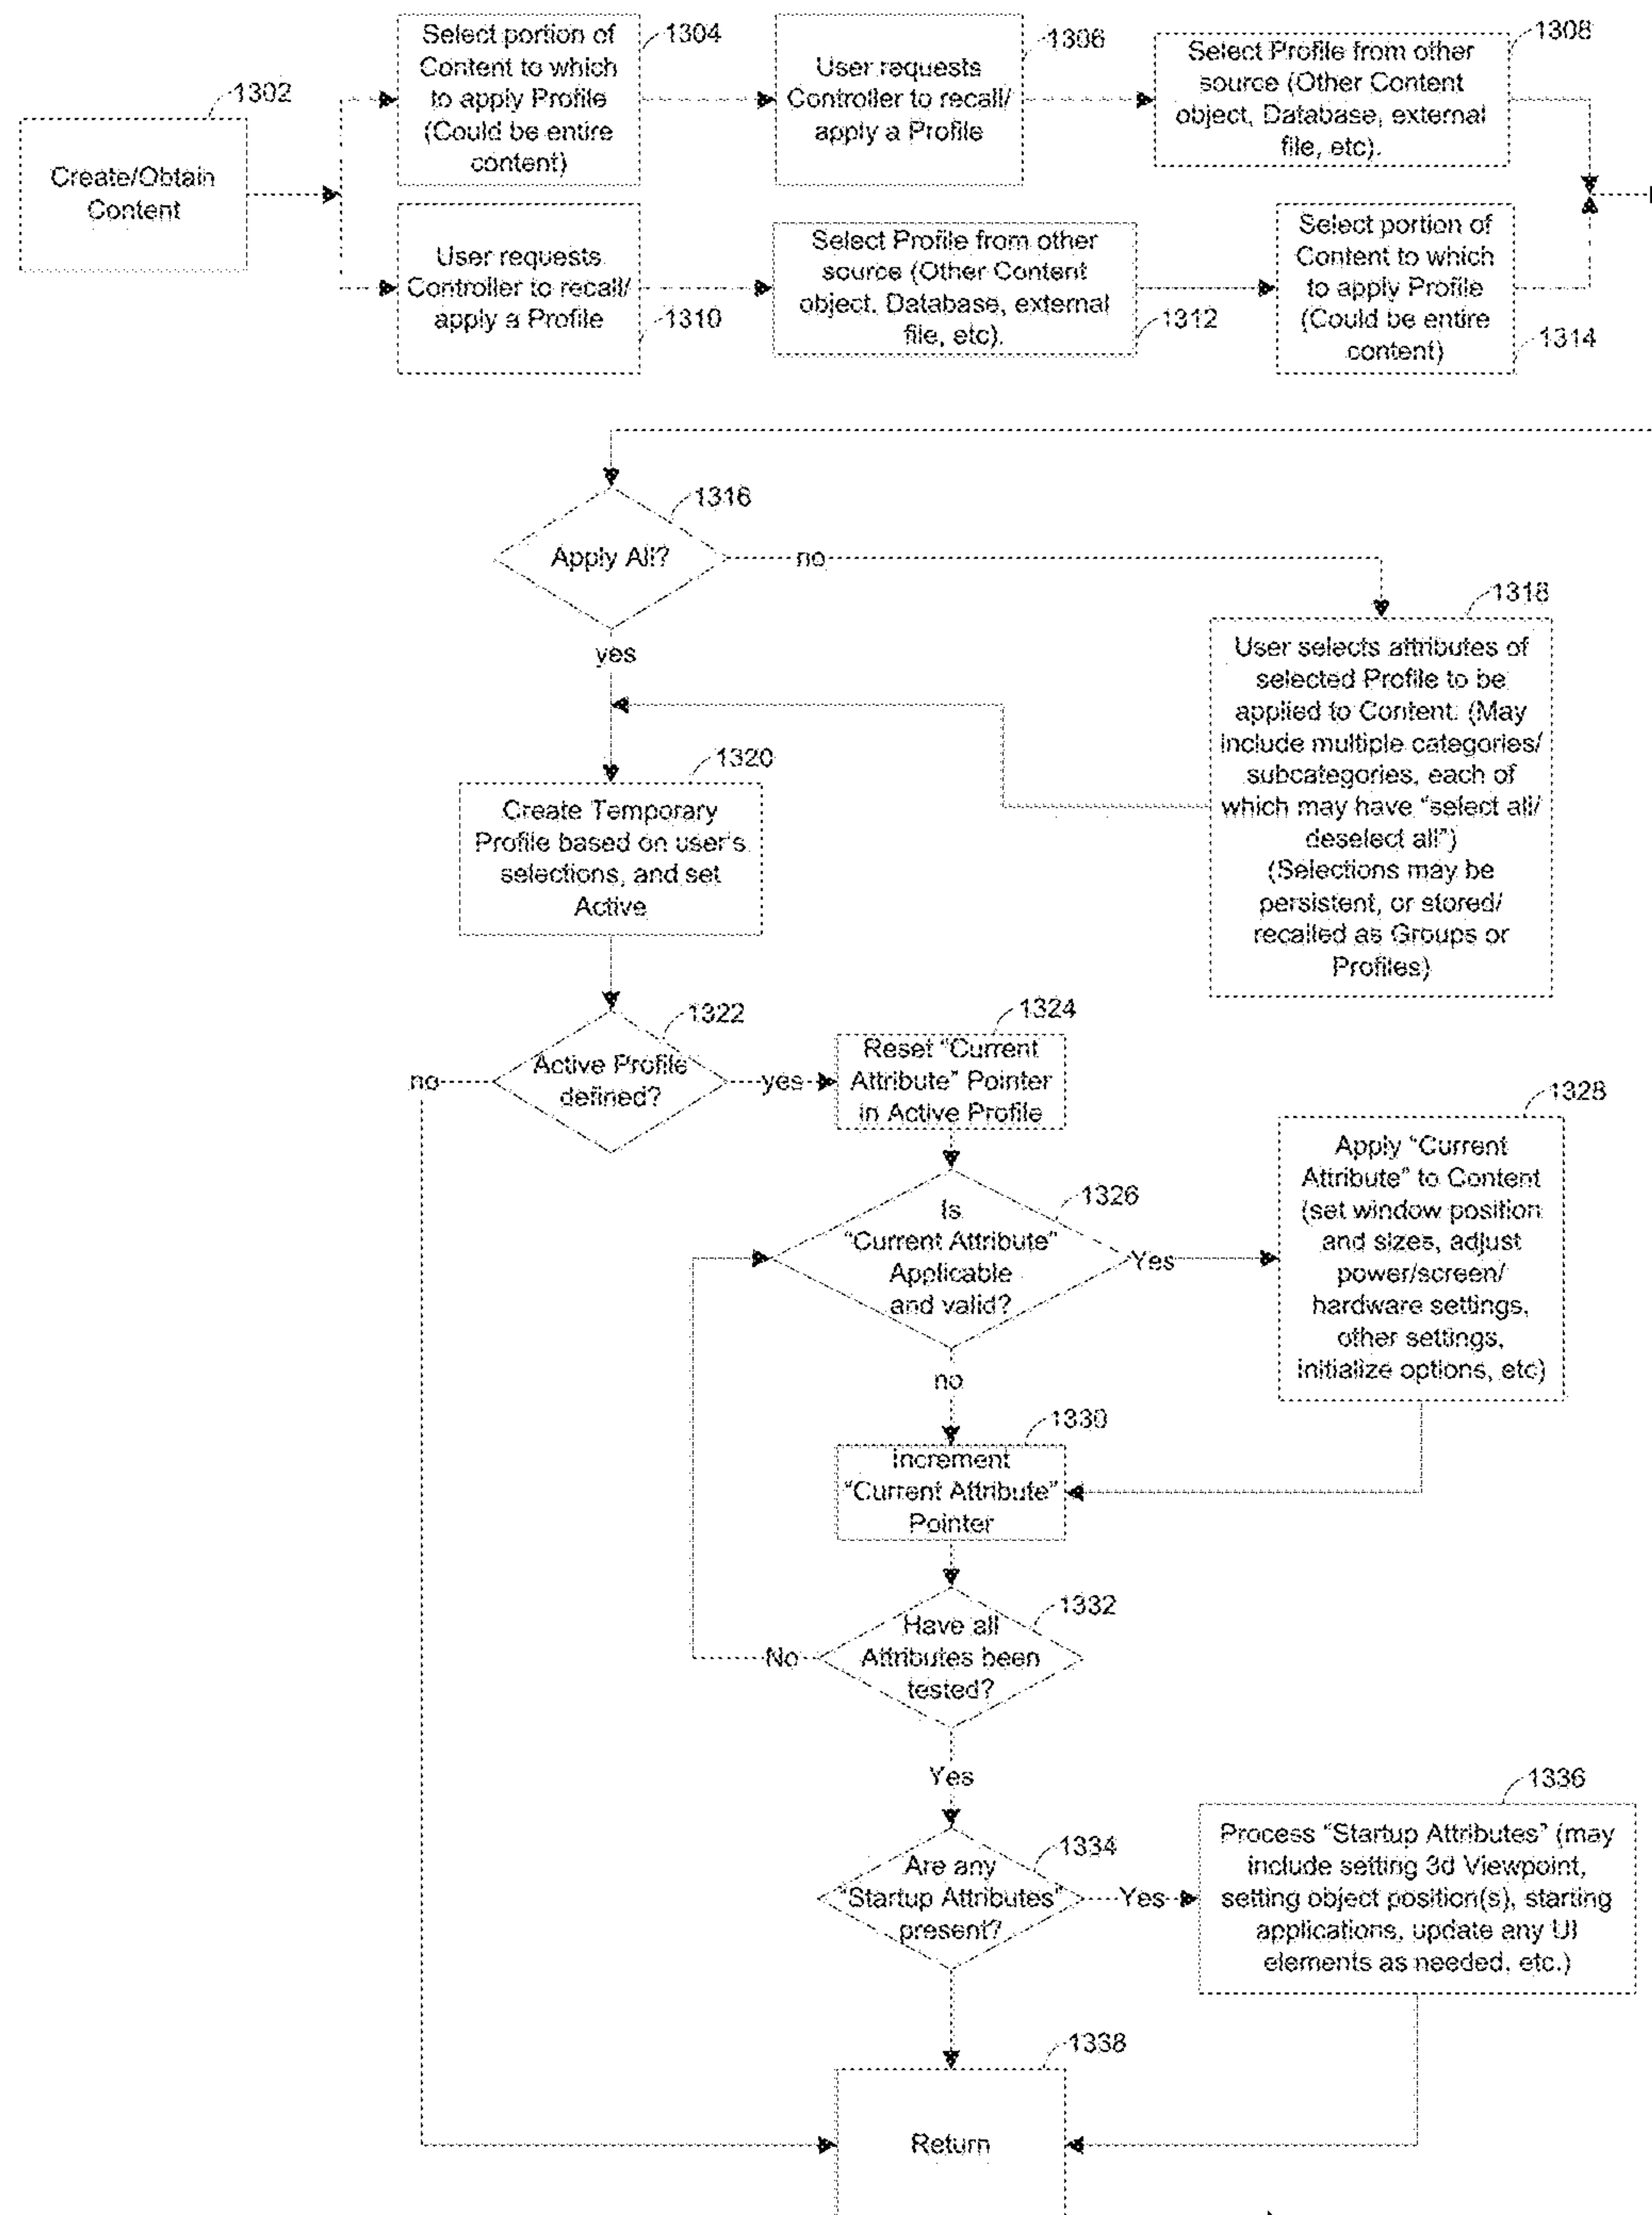 1302
Create/Obtain
Content
Select portion of
Content to which
to apply Profile
(Could be entire
content)
1304
User requests
Controller to recall/
apply a Profile
1306
Select Profile from other
source (Other Content
object, Database, external
file, etc).
1308
User requests
Controller to recall/
apply a Profile
1310
Select Profile from other
source (Other Content
object, Database, external
file, etc).
1312
Select portion of
Content to which
to apply Profile
(Could be entire
content)
1314
1316
Apply All?
no
yes
1318
User selects attributes of
selected Profile to be
applied to Content. (May
include multiple categories/
subcategories, each of
which may have "select all/
deselect all")
(Selections may be
persistent, or stored/
recalled as Groups or
Profiles)
1320
Create Temporary
Profile based on user's
selections, and set
Active
1322
Active Profile
defined?
no
yes
1324
Reset "Current
Attribute" Pointer
in Active Profile
1326
Is
"Current Attribute"
Applicable
and valid?
Yes
no
1328
Apply "Current
Attribute" to Content
(set window position
and sizes, adjust
power/screen/
hardware settings,
other settings,
initialize options, etc)
1330
Increment
"Current Attribute"
Pointer
1332
Have all
Attributes been
tested?
No
Yes
1334
Are any
"Startup Attributes"
present?
Yes
1336
Process "Startup Attributes" (may
include setting 3d Viewpoint,
setting object position(s), starting
applications, update any UI
elements as needed, etc.)
1338
Return